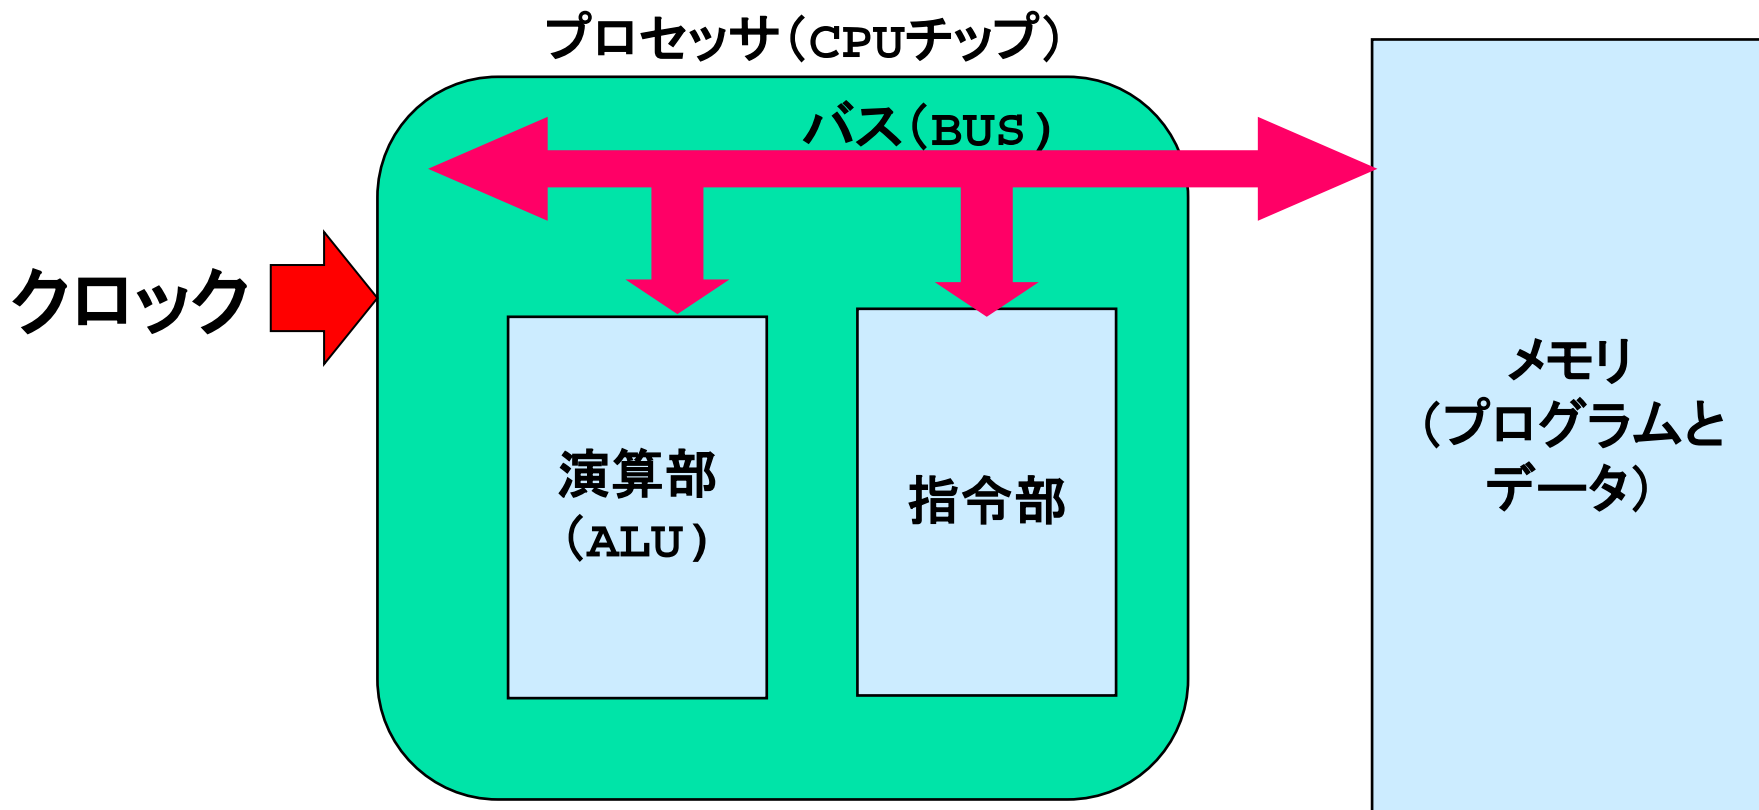 プロセッサ(CPUチップ)
バス(BUS)
クロック
演算部
(ALU)
指令部
メモリ
(プログラムと
データ)